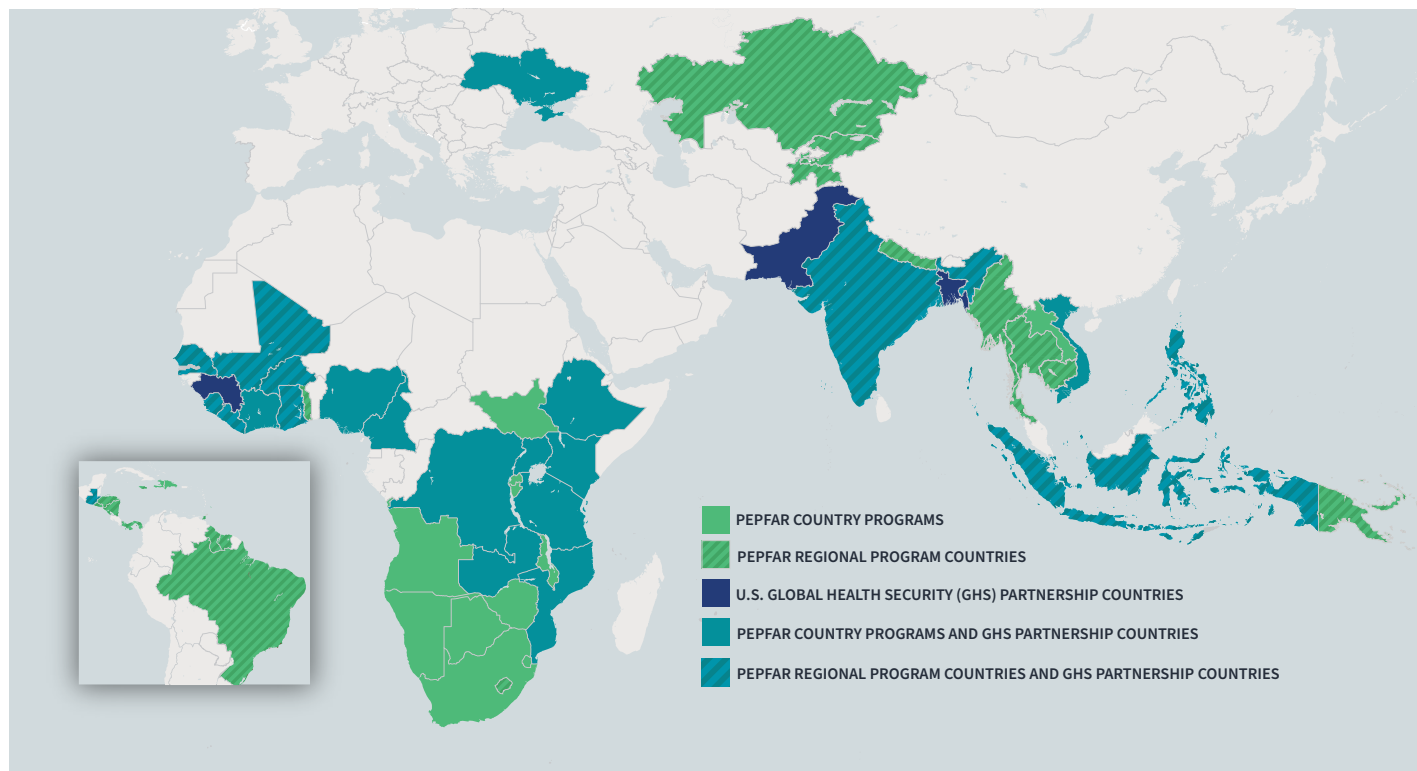 PEPFAR COUNTRY PROGRAMS
PEPFAR REGIONAL PROGRAM COUNTRIES
U.S. GLOBAL HEALTH SECURITY (GHS) PARTNERSHIP COUNTRIES
PEPFAR COUNTRY PROGRAMS AND GHS PARTNERSHIP COUNTRIES
PEPFAR REGIONAL PROGRAM COUNTRIES AND GHS PARTNERSHIP COUNTRIES